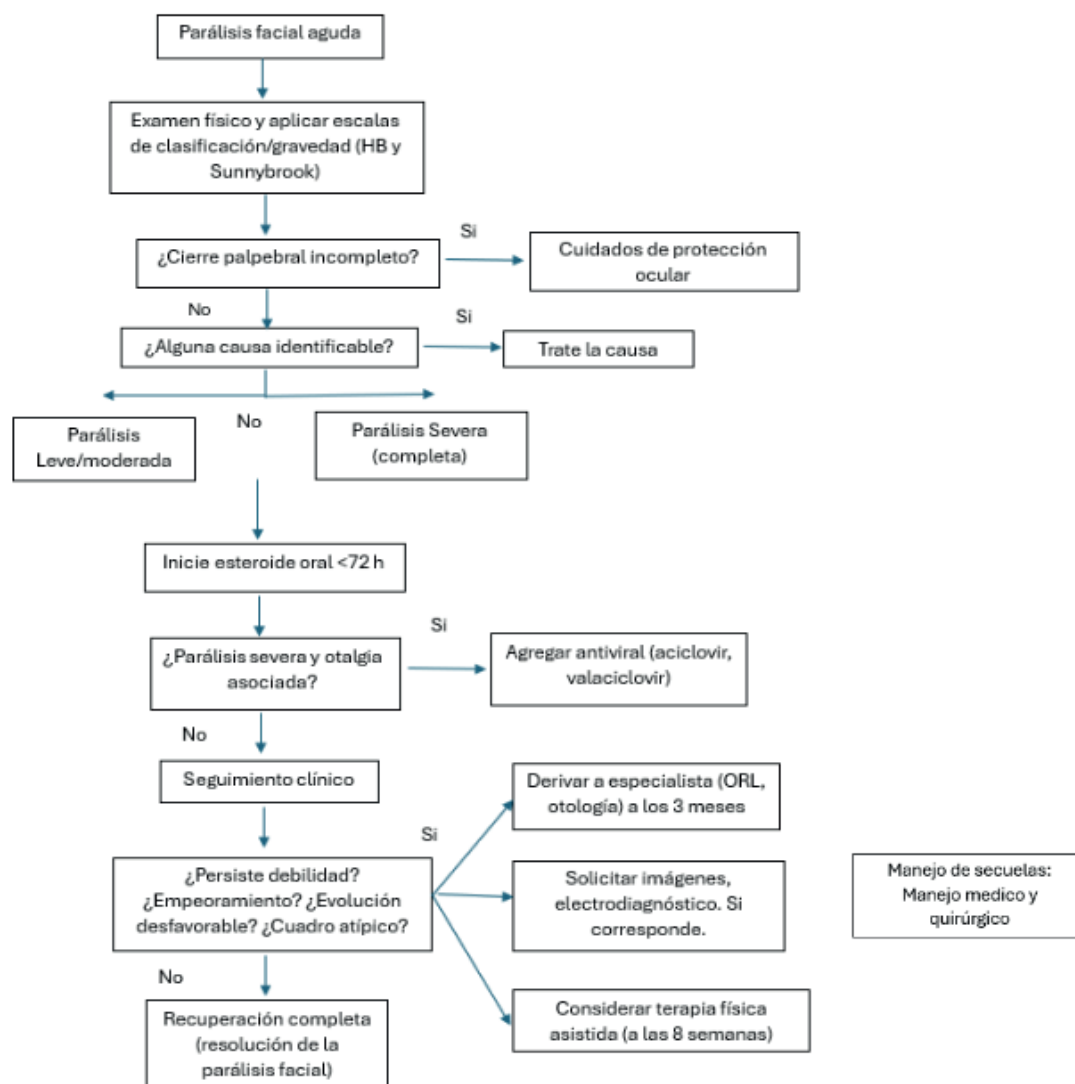 Parálisis facial aguda
Examen físico y aplicar escalas
de clasificación/gravedad (HB y
Sunnybrook)
Si
¿Cierre palpebral incompleto?
Cuidados de protección
ocular
No
Si
¿Alguna causa identificable?
Trate la causa
No
Parálisis
Leve/moderada
Parálisis Severa
(completa)
Inicie esteroide oral <72 h
Si
¿Parálisis severa y otalgia
asociada?
Agregar antiviral (aciclovir,
valaciclovir)
No
Seguimiento clínico
Derivar a especialista (ORL,
otología) a los 3 meses
Si
¿Persiste debilidad?
¿Empeoramiento? ¿Evolución
desfavorable? ¿Cuadro atípico?
Solicitar imágenes,
electrodiagnóstico. Si
corresponde.
Manejo de secuelas:
Manejo medico y
quirúrgico
No
Considerar terapia física
asistida (a las 8 semanas)
Recuperación completa
(resolución de la
parálisis facial)